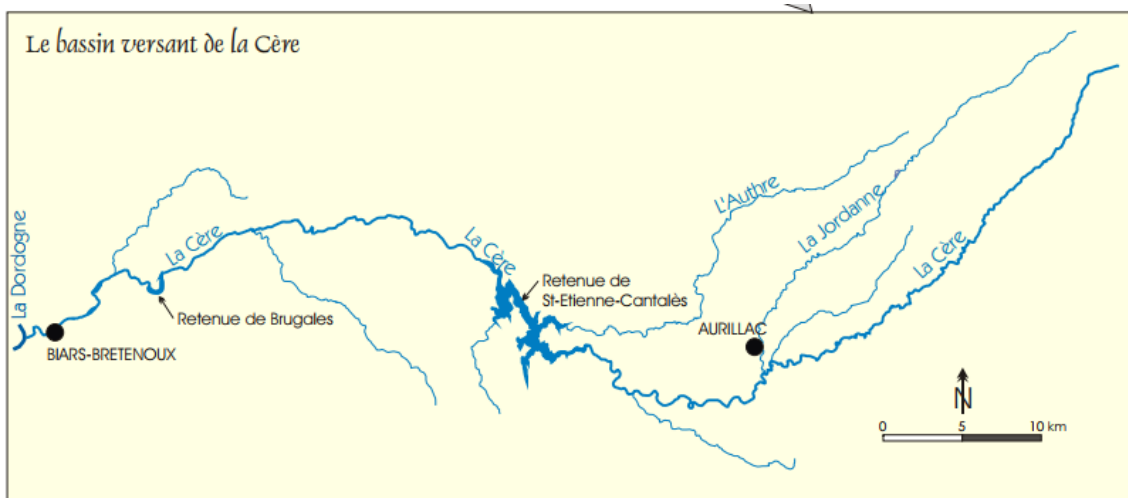 Le bassin versant de la Cère
La Dordogne
La Cère
Retenue de Brugales
BIARS-BRETENOUX
La Cère
Retenue de
St-Etienne-Cantalès
L'Authre
La Jordanne
La Cère
AURILLAC
N
0 5 10 km